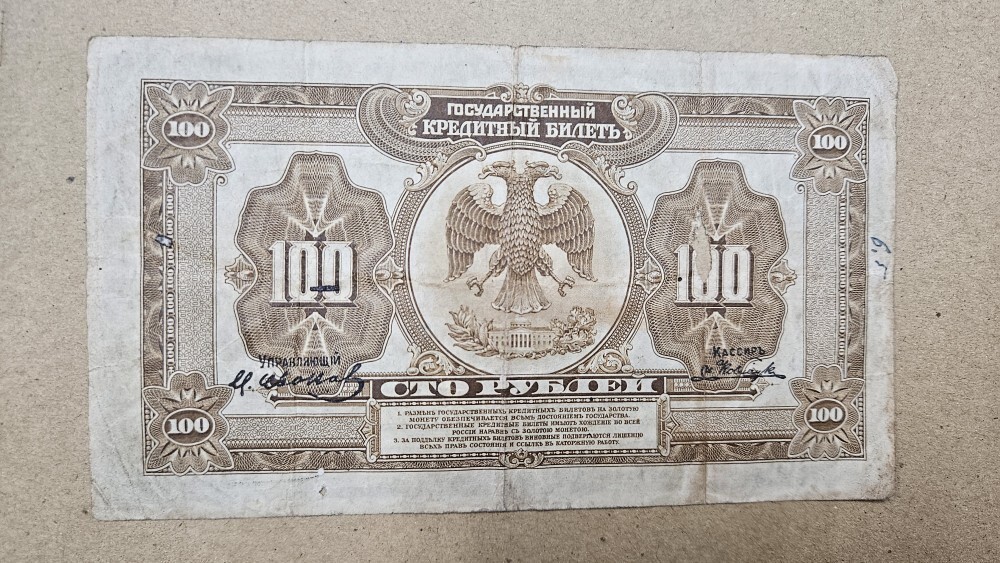 ГОСУДАРСТВЕННЫЙ
КРЕДИТНЫЙ БИЛЕТЪ
100
100
100
100
УПРАВЛЯЮЩІЙ
КАССИРЪ
СТО РУБЛЕЙ
1. РАЗМѢНЪ ГОСУДАРСТВЕННЫХЪ КРЕДИТНЫХЪ БИЛЕТОВЪ НА ЗОЛОТУЮ
МОНЕТУ ОБЕЗПЕЧИВАЕТСЯ ВСѢМЪ ДОСТОЯНІЕМЪ ГОСУДАРСТВА.
2. ГОСУДАРСТВЕННЫЕ КРЕДИТНЫЕ БИЛЕТЫ ИМѢЮТЪ ХОЖДЕНІЕ ВО ВСЕЙ
РОССІИ НАРАВНѢ СЪ ЗОЛОТОЮ МОНЕТОЮ.
3. ЗА ПОДДѢЛКУ КРЕДИТНЫХЪ БИЛЕТОВЪ ВИНОВНЫЕ ПОДВЕРГАЮТСЯ ЛИШЕНІЮ
ВСѢХЪ ПРАВЪ СОСТОЯНІЯ И ССЫЛКѢ ВЪ КАТОРЖНУЮ РАБОТУ.
100
100